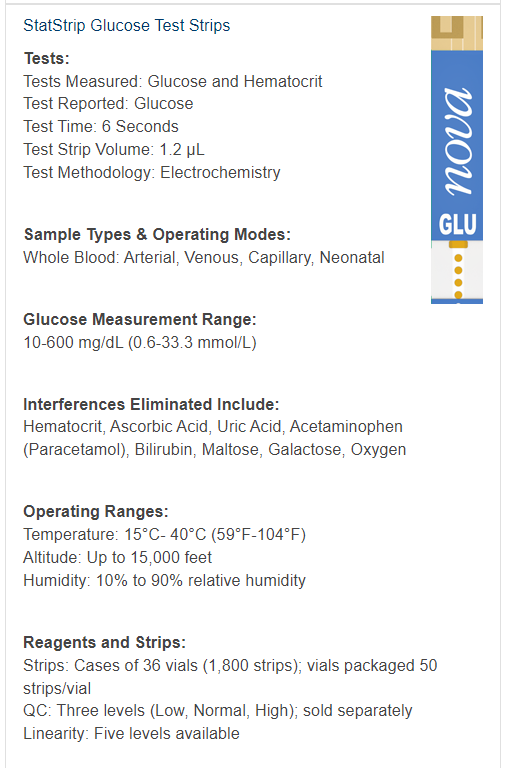 StatStrip Glucose Test Strips
Tests:
Tests Measured: Glucose and Hematocrit
Test Reported: Glucose
Test Time: 6 Seconds
Test Strip Volume: 1.2 µL
Test Methodology: Electrochemistry
nova
GLU
Sample Types & Operating Modes:
Whole Blood: Arterial, Venous, Capillary, Neonatal
Glucose Measurement Range:
10-600 mg/dL (0.6-33.3 mmol/L)
Interferences Eliminated Include:
Hematocrit, Ascorbic Acid, Uric Acid, Acetaminophen
(Paracetamol), Bilirubin, Maltose, Galactose, Oxygen
Operating Ranges:
Temperature: 15°C- 40°C (59°F-104°F)
Altitude: Up to 15,000 feet
Humidity: 10% to 90% relative humidity
Reagents and Strips:
Strips: Cases of 36 vials (1,800 strips); vials packaged 50
strips/vial
QC: Three levels (Low, Normal, High); sold separately
Linearity: Five levels available